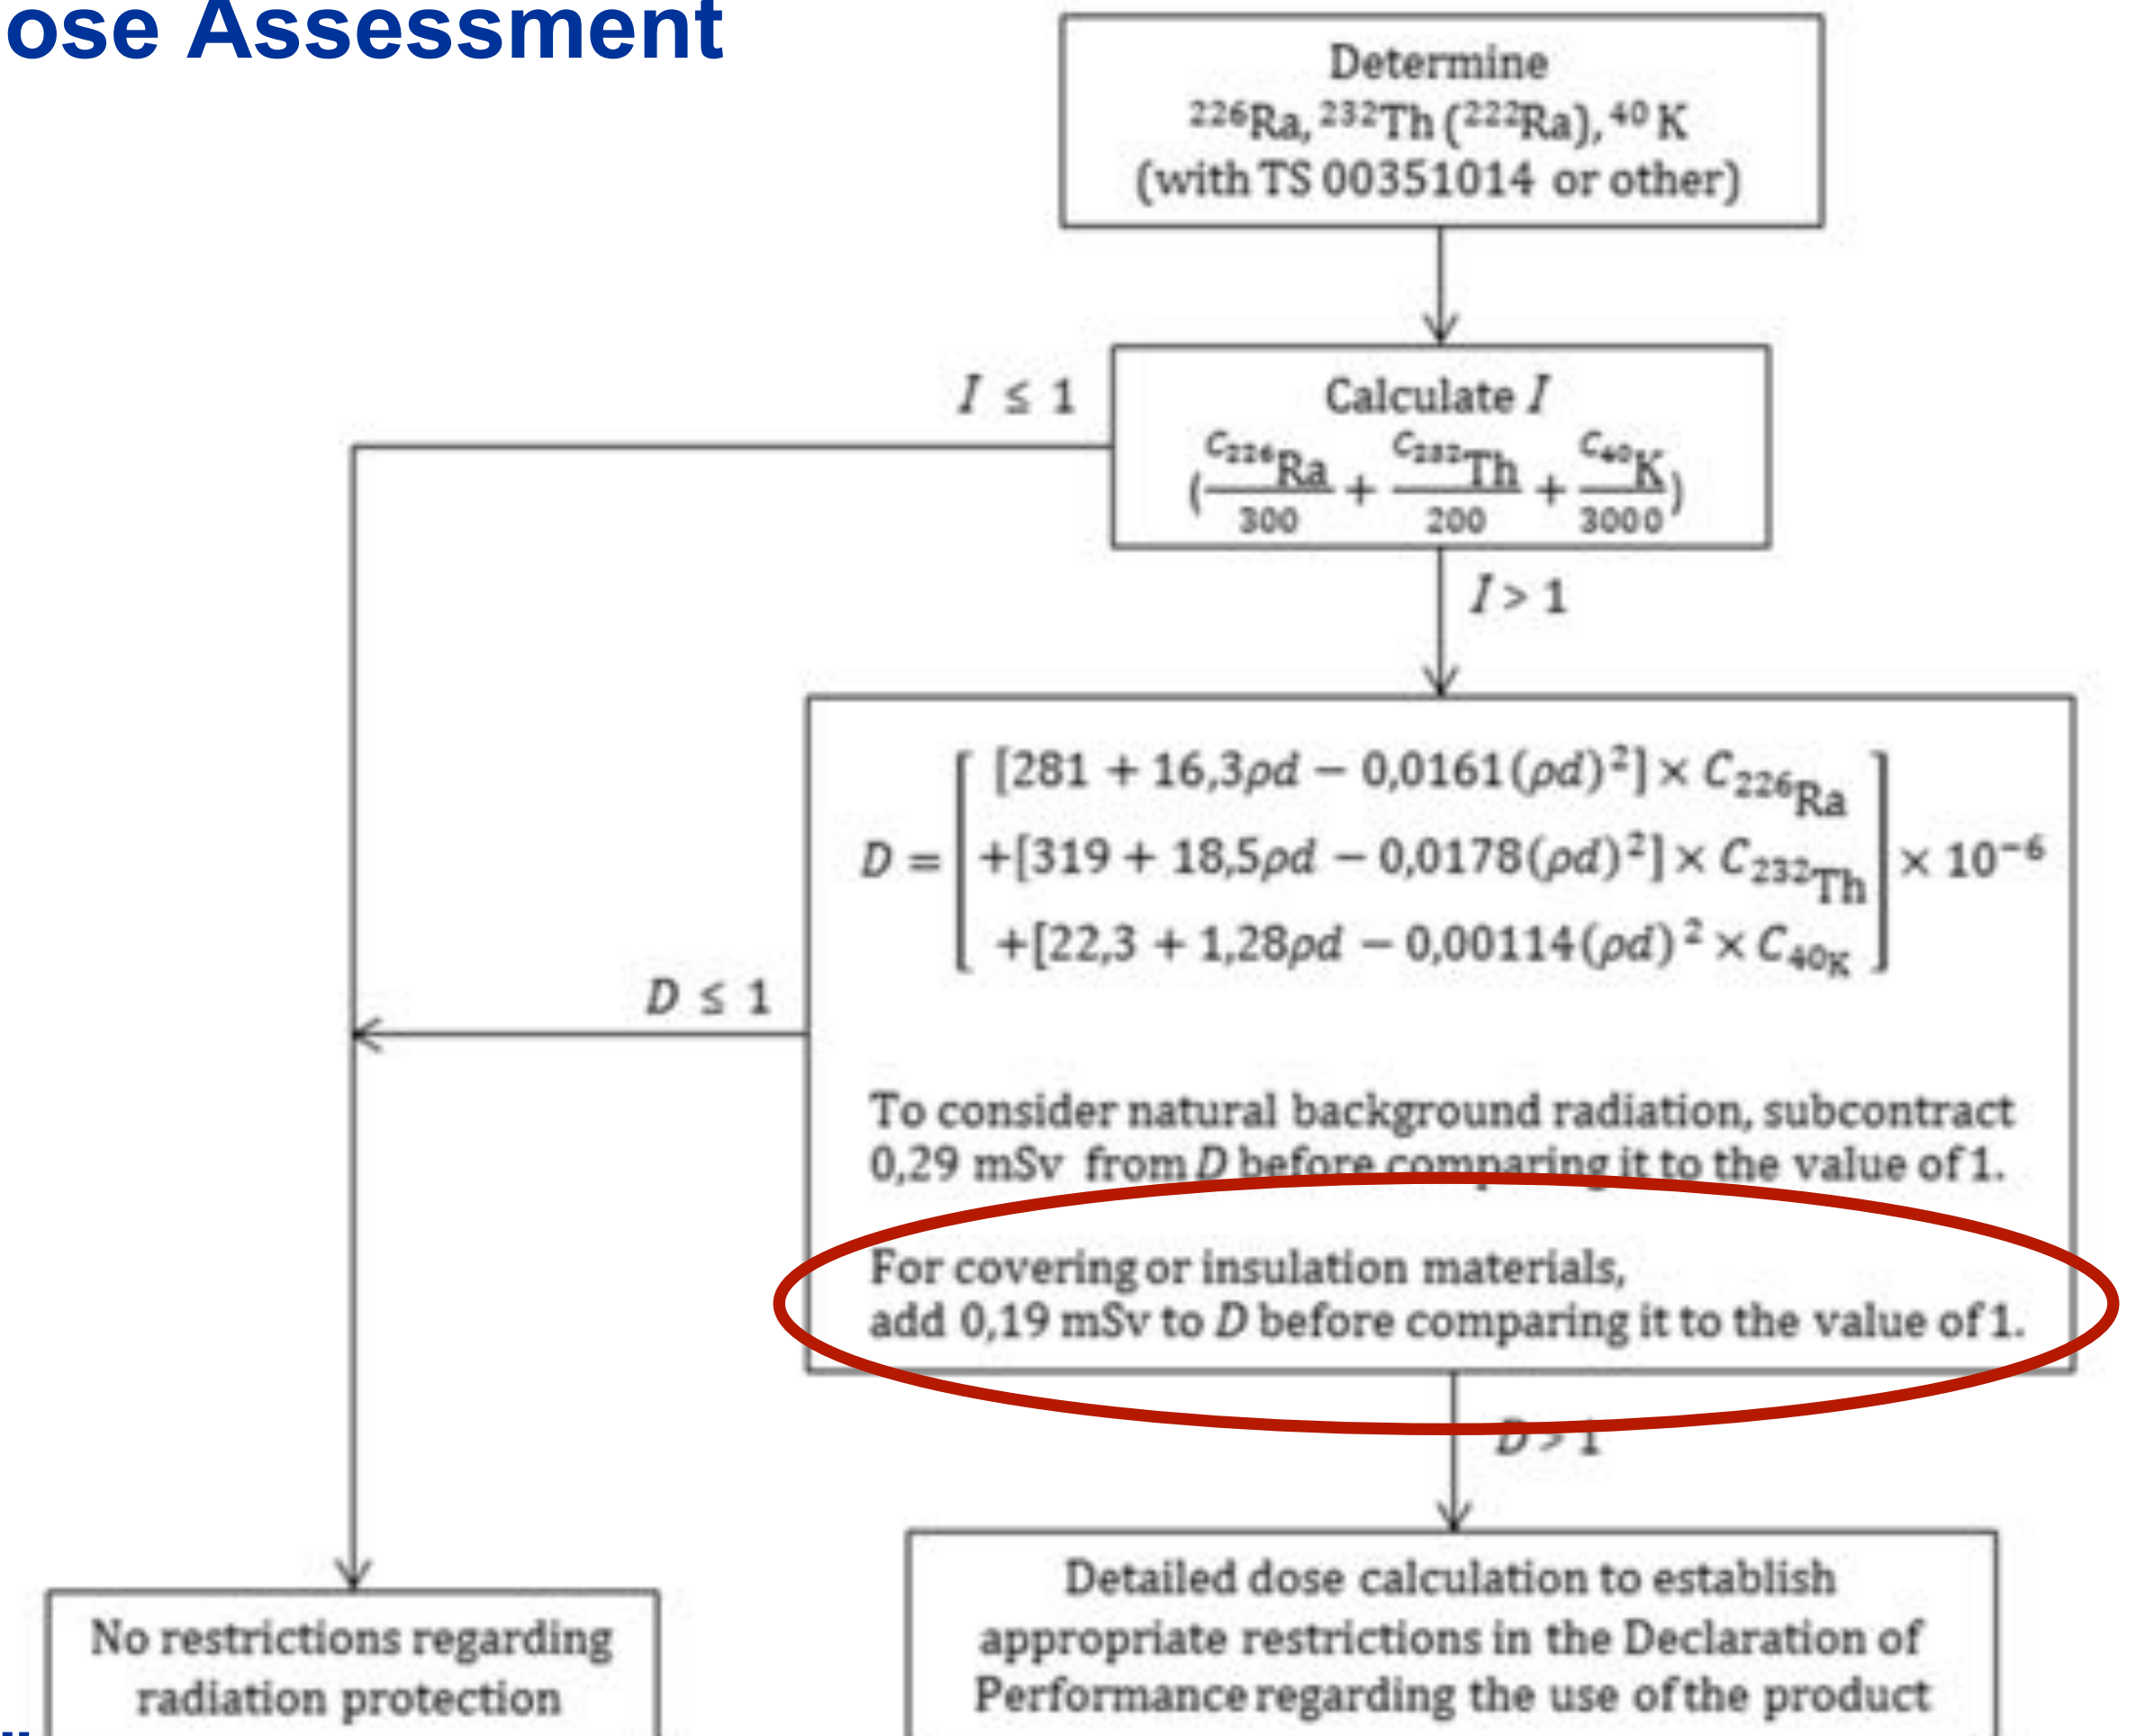 ose Assessment
Determine
²²⁶Ra, ²³²Th (²²²Ra), ⁴⁰ K
(with TS 00351014 or other)
I ≤ 1
Calculate I
(C₂₂₆Ra/300 + C₂₃₂Th/200 + C₄₀K/3000)
I > 1
D = [ [281 + 16,3ρd − 0,0161(ρd)²] × C₂₂₆Ra
+[319 + 18,5ρd − 0,0178(ρd)²] × C₂₃₂Th
+[22,3 + 1,28ρd − 0,00114(ρd)² × C₄₀K ] × 10⁻⁶
D ≤ 1
To consider natural background radiation, subcontract
0,29 mSv from D before comparing it to the value of 1.
For covering or insulation materials,
add 0,19 mSv to D before comparing it to the value of 1.
D > 1
No restrictions regarding
radiation protection
Detailed dose calculation to establish
appropriate restrictions in the Declaration of
Performance regarding the use of the product